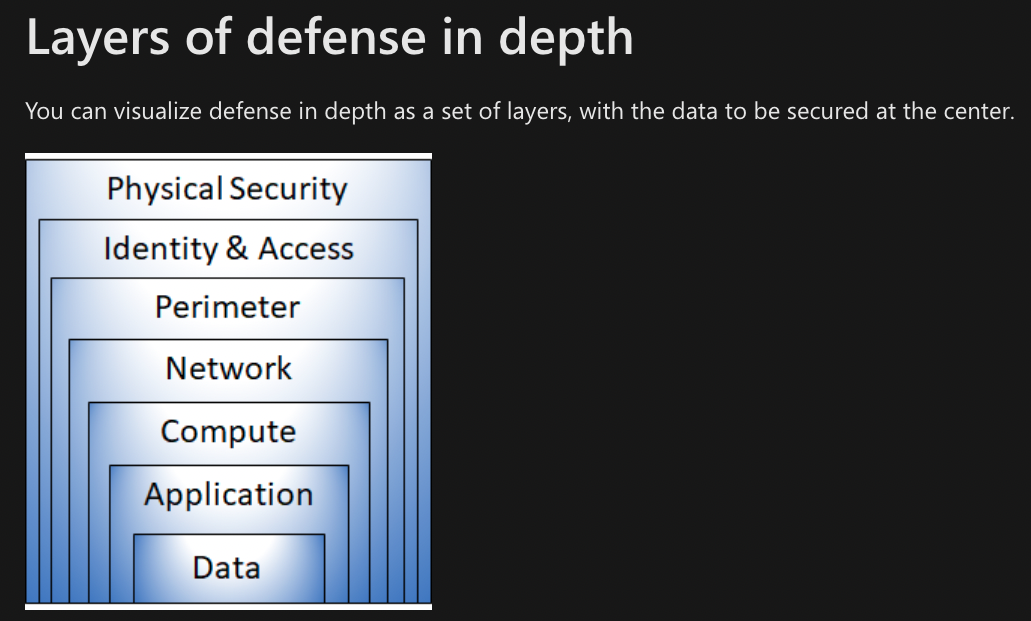 Layers of defense in depth
You can visualize defense in depth as a set of layers, with the data to be secured at the center.
Physical Security
Identity & Access
Perimeter
Network
Compute
Application
Data